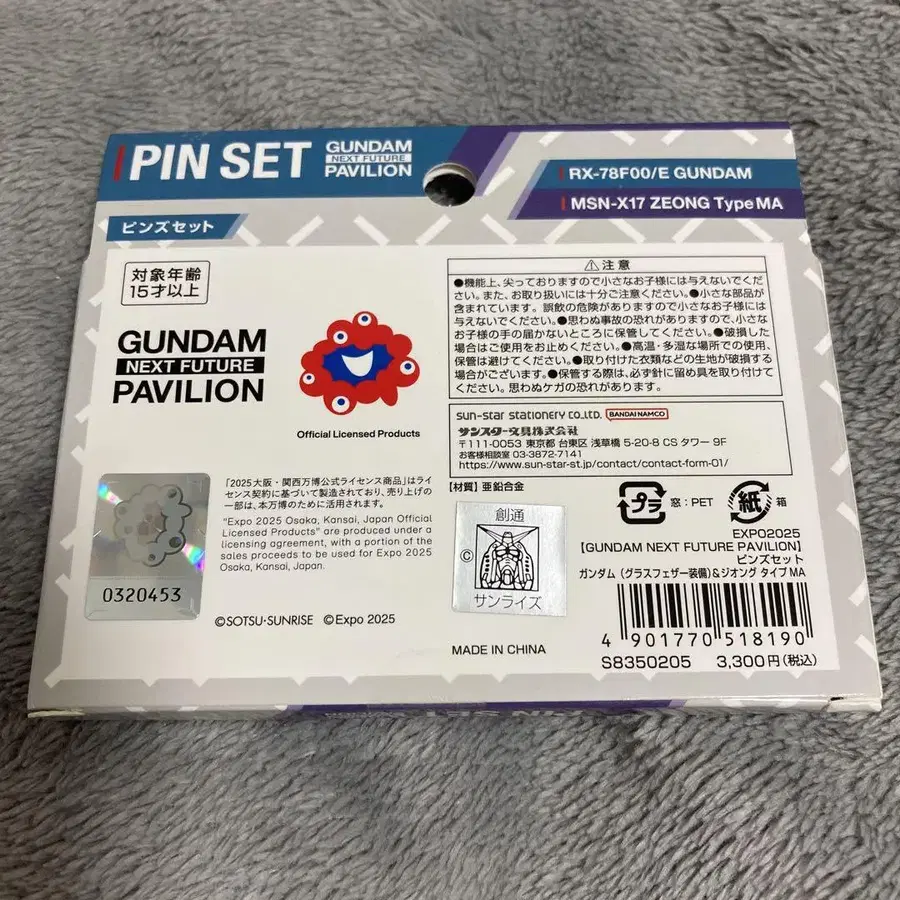 PIN SET
GUNDAM
NEXT FUTURE
PAVILION
RX-78F00/E GUNDAM
MSN-X17 ZEONG Type MA
ピンズセット
対象年齢
15才以上
GUNDAM
NEXT FUTURE
PAVILION
Official Licensed Products
「2025大阪・関西万博公式ライセンス商品」はライ
センス契約に基づいて製造されており、売り上げの
一部は、本万博のために活用されます。
"Expo 2025 Osaka, Kansai, Japan Official
Licensed Products" are produced under a
licensing agreement, with a portion of the
sales proceeds to be used for Expo 2025
Osaka, Kansai, Japan.
0320453
©SOTSU・SUNRISE ©Expo 2025
⚠注意
●機能上、尖っておりますので小さなお子様には与えないでくだ
さい。また、お取り扱いには十分ご注意ください。●小さな部品が
含まれています。誤飲の危険がありますので小さなお子様には与
えないでください。●思わぬ事故の恐れがありますので、小さな
お子様の手の届かないところに保管してください。●破損した
場合はご使用をお止めください。●高温・多湿な場所での使用、
保管は避けてください。●取り付けた衣類などの生地が破損する
場合がございます。●保管する際は、必ず針に留め具を取り付けて
ください。思わぬケガの恐れがあります。
sun-star stationery co.,LTD. BANDAI NAMCO
サンスター文具株式会社
〒111-0053 東京都 台東区 浅草橋 5-20-8 CS タワー 9F
お客様相談室 03-3872-7141
https://www.sun-star-st.jp/contact/contact-form-01/
【材質】亜鉛合金
プラ 窓:PET 紙 箱
創通
©
サンライズ
EXPO2025
【GUNDAM NEXT FUTURE PAVILION】
ピンズセット
ガンダム(グラスフェザー装備)&ジオング タイプMA
4 901770 518190
S8350205 3,300円(税込)
MADE IN CHINA